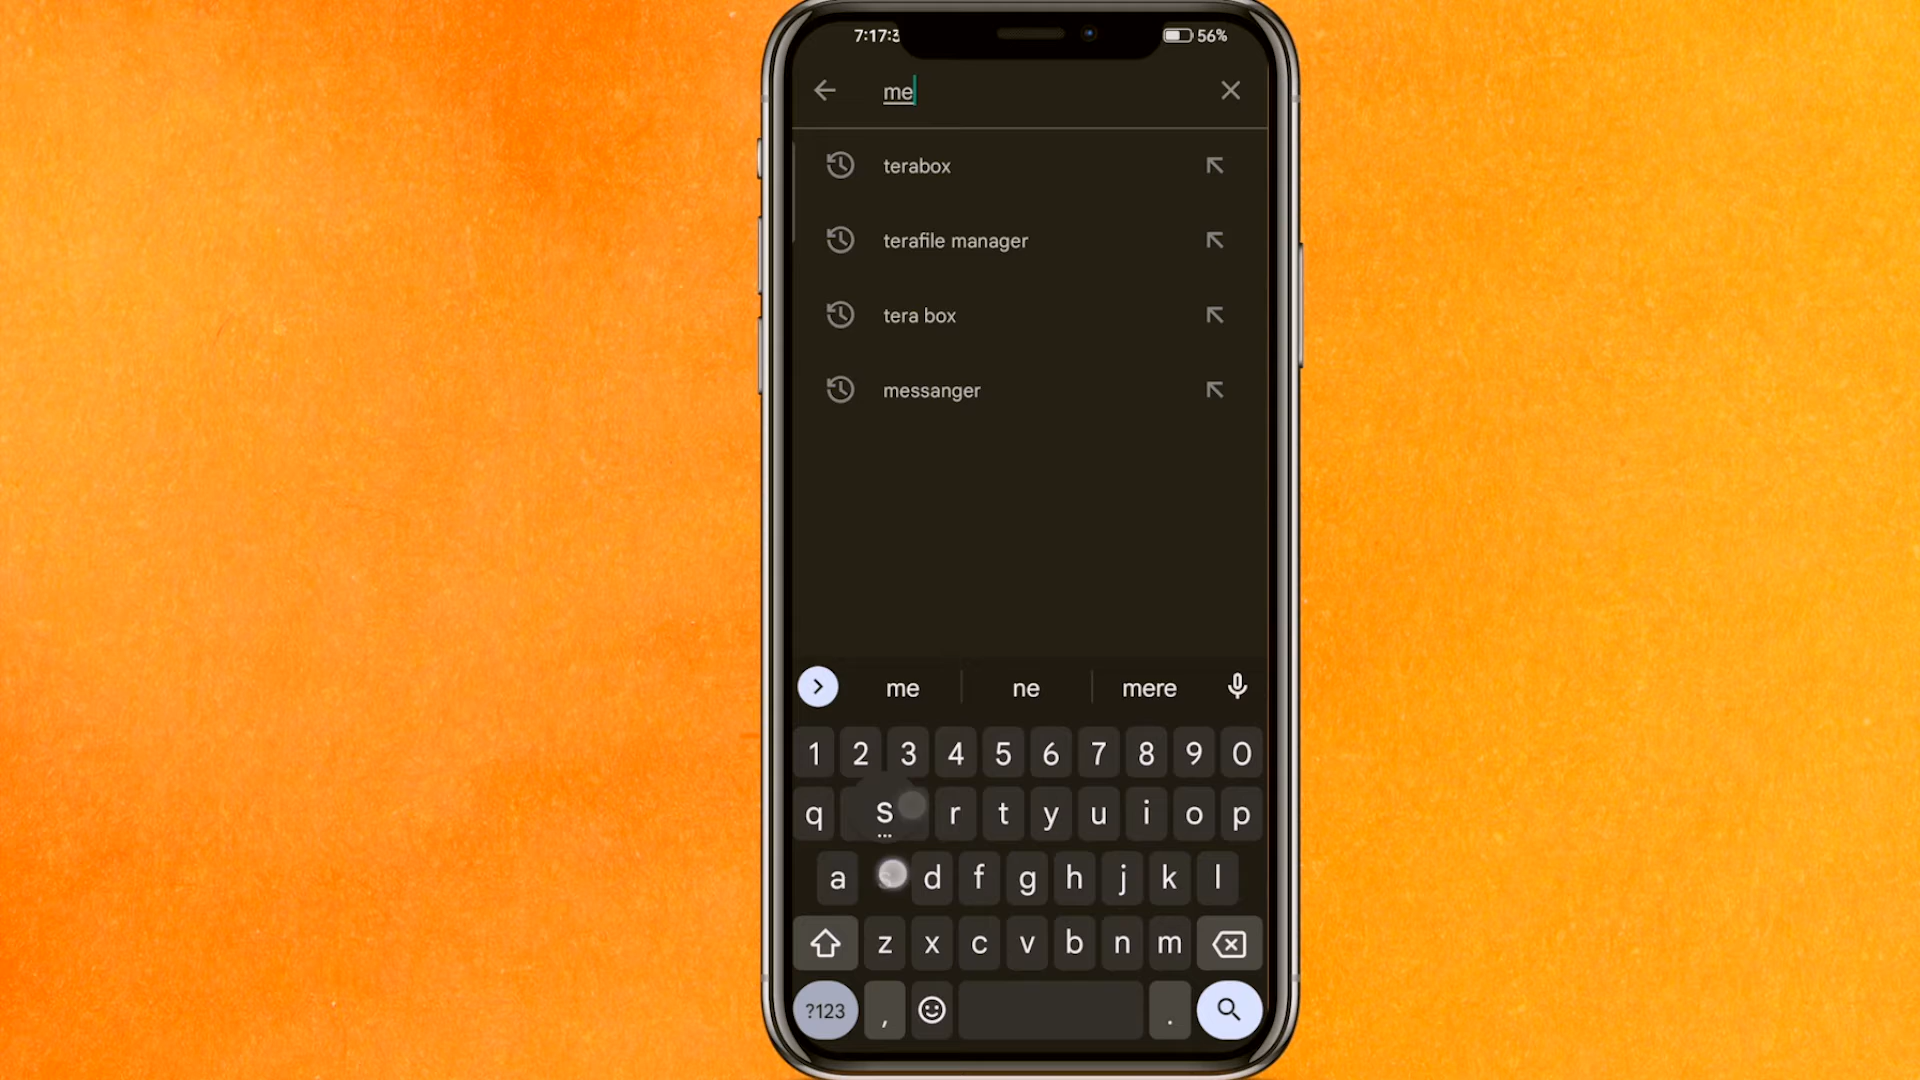 7:17:3 56%
me
terabox
terafile manager
tera box
messanger
me ne mere
1 2 3 4 5 6 7 8 9 0
q s r t y u i o p
a d f g h j k l
z x c v b n m
?123 , .